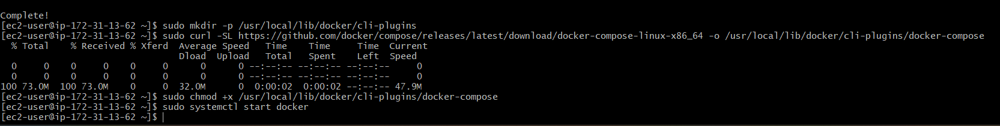 Complete!
[ec2-user@ip-172-31-13-62 ~]$ sudo mkdir -p /usr/local/lib/docker/cli-plugins
[ec2-user@ip-172-31-13-62 ~]$ sudo curl -SL https://github.com/docker/compose/releases/latest/download/docker-compose-linux-x86_64 -o /usr/local/lib/docker/cli-plugins/docker-compose
  % Total    % Received % Xferd  Average Speed   Time    Time     Time  Current
                                 Dload  Upload   Total   Spent    Left  Speed
  0     0    0     0    0     0      0      0 --:--:-- --:--:-- --:--:--     0
  0     0    0     0    0     0      0      0 --:--:-- --:--:-- --:--:--     0
100 73.0M  100 73.0M    0     0  32.0M      0  0:00:02  0:00:02 --:--:-- 47.9M
[ec2-user@ip-172-31-13-62 ~]$ sudo chmod +x /usr/local/lib/docker/cli-plugins/docker-compose
[ec2-user@ip-172-31-13-62 ~]$ sudo systemctl start docker
[ec2-user@ip-172-31-13-62 ~]$